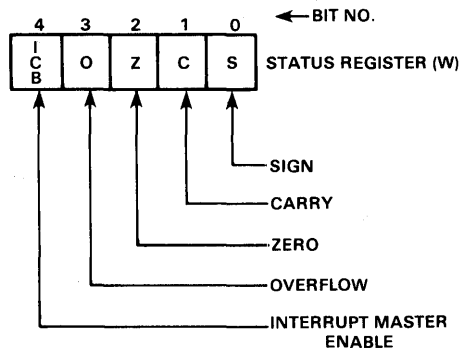 BIT NO.
4 3 2 1 0
I
C
B
O Z C S
STATUS REGISTER (W)
SIGN
CARRY
ZERO
OVERFLOW
INTERRUPT MASTER
ENABLE